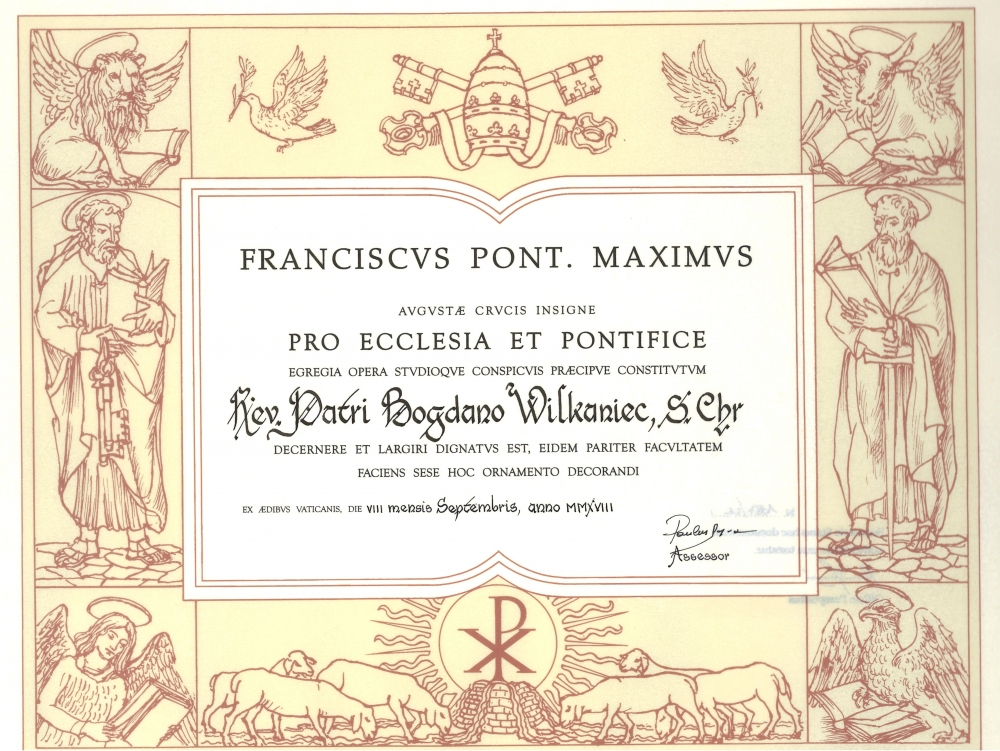 FRANCISCVS PONT. MAXIMVS
AVGVSTÆ CRVCIS INSIGNE
PRO ECCLESIA ET PONTIFICE
EGREGIA OPERA STVDIOQVE CONSPICVIS PRÆCIPVE CONSTITVTVM
Rev. Patri Bogdano Wilkaniec, S. Chr
DECERNERE ET LARGIRI DIGNATVS EST, EIDEM PARITER FACVLTATEM
FACIENS SESE HOC ORNAMENTO DECORANDI
EX ÆDIBVS VATICANIS, DIE VIII mensis Septembris, anno MMXVIII
Paulus
Assessor